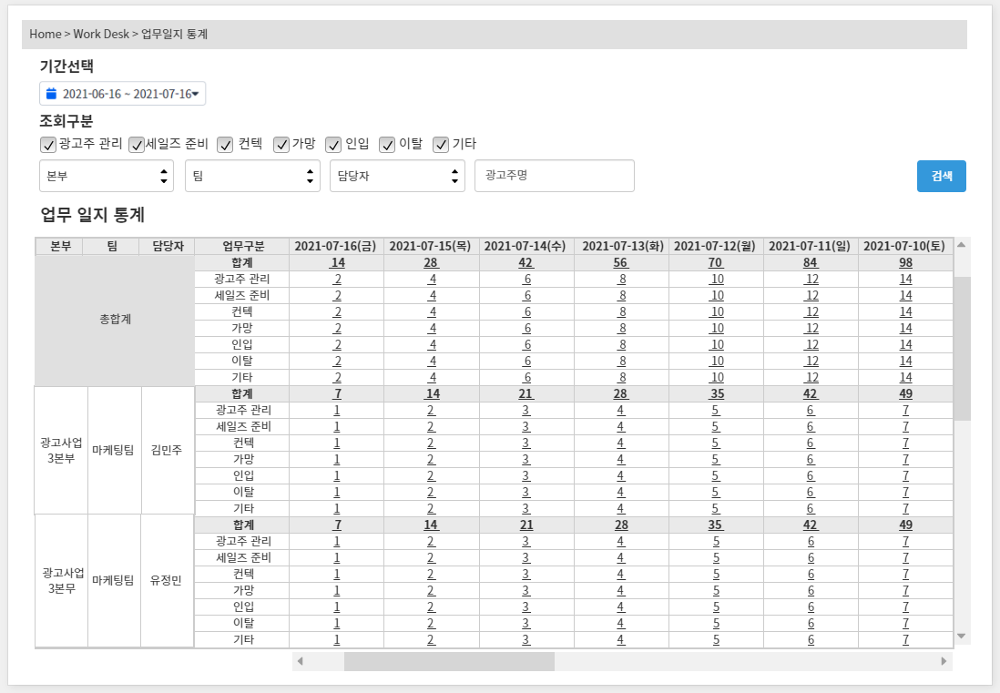 Home > Work Desk > 업무일지 통계
기간선택
2021-06-16 ~ 2021-07-16
조회구분
광고주 관리 세일즈 준비 컨텍 가망 인입 이탈 기타
본부 팀 담당자 광고주명 검색
업무 일지 통계
본부 팀 담당자 업무구분 2021-07-16(금) 2021-07-15(목) 2021-07-14(수) 2021-07-13(화) 2021-07-12(월) 2021-07-11(일) 2021-07-10(토)
총합계
합계 14 28 42 56 70 84 98
광고주 관리 2 4 6 8 10 12 14
세일즈 준비 2 4 6 8 10 12 14
컨텍 2 4 6 8 10 12 14
가망 2 4 6 8 10 12 14
인입 2 4 6 8 10 12 14
이탈 2 4 6 8 10 12 14
기타 2 4 6 8 10 12 14
광고사업
3본부
마케팅팀
김민주
합계 7 14 21 28 35 42 49
광고주 관리 1 2 3 4 5 6 7
세일즈 준비 1 2 3 4 5 6 7
컨텍 1 2 3 4 5 6 7
가망 1 2 3 4 5 6 7
인입 1 2 3 4 5 6 7
이탈 1 2 3 4 5 6 7
기타 1 2 3 4 5 6 7
광고사업
3본무
마케팅팀
유정민
합계 7 14 21 28 35 42 49
광고주 관리 1 2 3 4 5 6 7
세일즈 준비 1 2 3 4 5 6 7
컨텍 1 2 3 4 5 6 7
가망 1 2 3 4 5 6 7
인입 1 2 3 4 5 6 7
이탈 1 2 3 4 5 6 7
기타 1 2 3 4 5 6 7